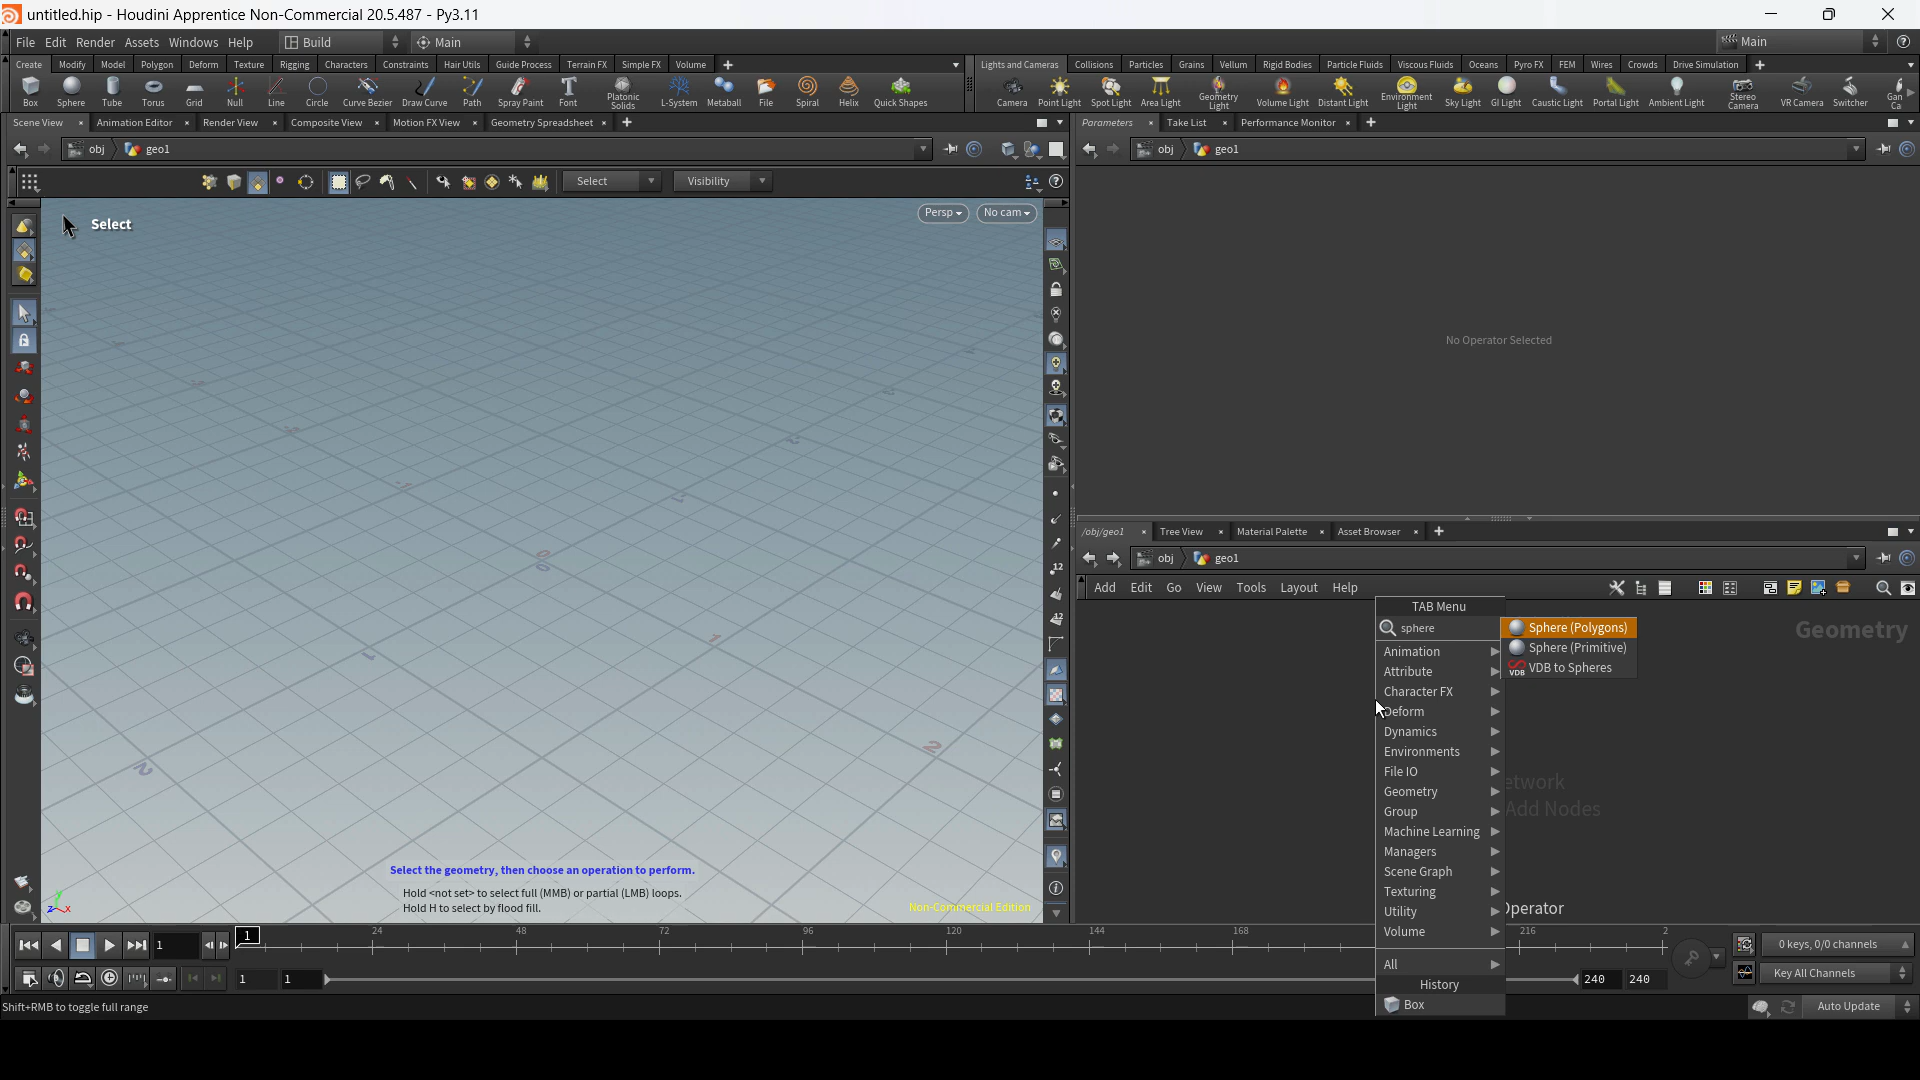 untitled.hip - Houdini Apprentice Non-Commercial 20.5.487 - Py3.11
File Edit Render Assets Windows Help Build Main Main
Create Modify Model Polygon Deform Texture Rigging Characters Constraints Hair Utils Guide Process Terrain FX Simple FX Volume
Lights and Cameras Collisions Particles Grains Vellum Rigid Bodies Particle Fluids Viscous Fluids Oceans Pyro FX FEM Wires Crowds Drive Simulation
Box Sphere Tube Torus Grid Null Line Circle Curve Bezier Draw Curve Path Spray Paint Font Platonic Solids L-System Metaball File Spiral Helix Quick Shapes
Camera Point Light Spot Light Area Light Geometry Light Volume Light Distant Light Environment Light Sky Light GI Light Caustic Light Portal Light Ambient Light Stereo Camera VR Camera Switcher
Scene View Animation Editor Render View Composite View Motion FX View Geometry Spreadsheet
Parameters Take List Performance Monitor
obj geo1
obj geo1
Select Visibility
Select
Persp No cam
No Operator Selected
/obj/geo1 Tree View Material Palette Asset Browser
obj geo1
Add Edit Go View Tools Layout Help
TAB Menu
sphere
Animation
Attribute
Character FX
Deform
Dynamics
Environments
File IO
Geometry
Group
Machine Learning
Managers
Scene Graph
Texturing
Utility
Volume
All
History
Box
Sphere (Polygons)
Sphere (Primitive)
VDB to Spheres
Geometry
etwork
Add Nodes
Operator
Select the geometry, then choose an operation to perform.
Hold <not set> to select full (MMB) or partial (LMB) loops.
Hold H to select by flood fill.
Non-Commercial Edition
1 1 24 48 72 96 120 144 168 216 2
0 keys, 0/0 channels
1 1 240 240
Key All Channels
Shift+RMB to toggle full range
Auto Update